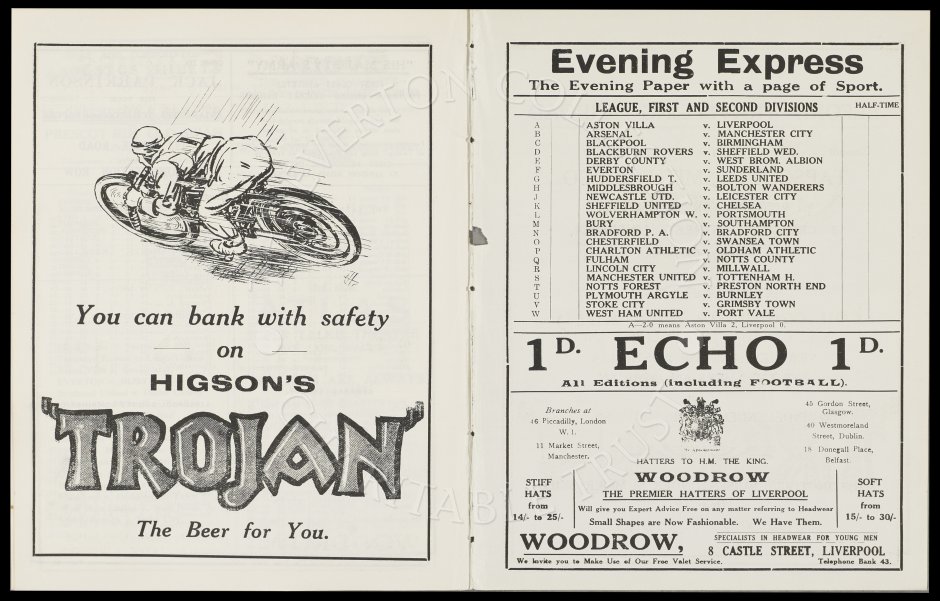 You can bank with safety
on
HIGSON'S
"TROJAN"
The Beer for You.
Evening Express
The Evening Paper with a page of Sport.
LEAGUE, FIRST AND SECOND DIVISIONS HALF-TIME
A ASTON VILLA v. LIVERPOOL
B ARSENAL v. MANCHESTER CITY
C BLACKPOOL v. BIRMINGHAM
D BLACKBURN ROVERS v. SHEFFIELD WED.
E DERBY COUNTY v. WEST BROM. ALBION
F EVERTON v. SUNDERLAND
G HUDDERSFIELD T. v. LEEDS UNITED
H MIDDLESBROUGH v. BOLTON WANDERERS
J NEWCASTLE UTD. v. LEICESTER CITY
K SHEFFIELD UNITED v. CHELSEA
L WOLVERHAMPTON W. v. PORTSMOUTH
M BURY v. SOUTHAMPTON
N BRADFORD P. A. v. BRADFORD CITY
O CHESTERFIELD v. SWANSEA TOWN
P CHARLTON ATHLETIC v. OLDHAM ATHLETIC
Q FULHAM v. NOTTS COUNTY
R LINCOLN CITY v. MILLWALL
S MANCHESTER UNITED v. TOTTENHAM H.
T NOTTS FOREST v. PRESTON NORTH END
U PLYMOUTH ARGYLE v. BURNLEY
V STOKE CITY v. GRIMSBY TOWN
W WEST HAM UNITED v. PORT VALE
A—2-0 means Aston Villa 2, Liverpool 0.
1D. ECHO 1D.
All Editions (including FOOTBALL).
Branches at
46 Piccadilly, London
W. 1.
11 Market Street,
Manchester.
45 Gordon Street,
Glasgow.
40 Westmoreland
Street, Dublin.
18 Donegall Place,
Belfast.
HATTERS TO H.M. THE KING.
STIFF
HATS
from
14/- to 25/-
WOODROW
THE PREMIER HATTERS OF LIVERPOOL
Will give you Expert Advice Free on any matter referring to Headwear
Small Shapes are Now Fashionable. We Have Them.
SOFT
HATS
from
15/- to 30/-
WOODROW,
SPECIALISTS IN HEADWEAR FOR YOUNG MEN
8 CASTLE STREET, LIVERPOOL
We Invite you to Make Use of Our Free Valet Service. Telephone Bank 43.